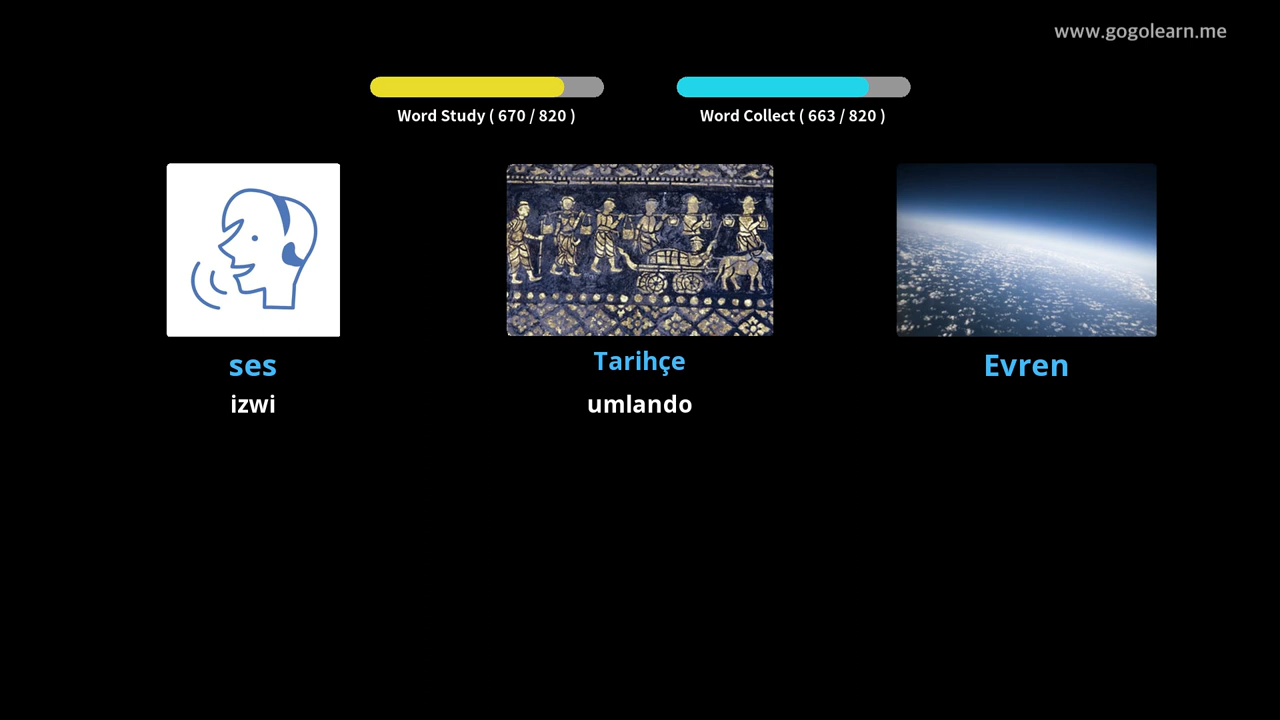 www.gogolearn.me
Word Study ( 670 / 820 )
Word Collect ( 663 / 820 )
ses
izwi
Tarihçe
umlando
Evren